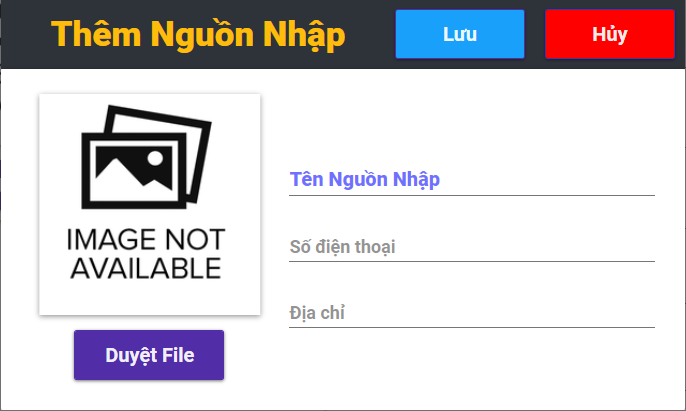 Thêm Nguồn Nhập
Lưu
Hủy
IMAGE NOT
AVAILABLE
Duyệt File
Tên Nguồn Nhập
Số điện thoại
Địa chỉ